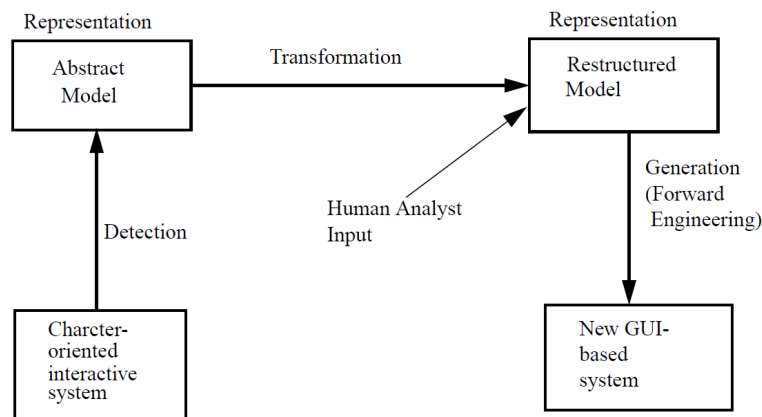 Representation
Abstract
Model
Transformation
Representation
Restructured
Model
Detection
Human Analyst
Input
Generation
(Forward
Engineering)
Charcter-
oriented
interactive
system
New GUI-
based
system